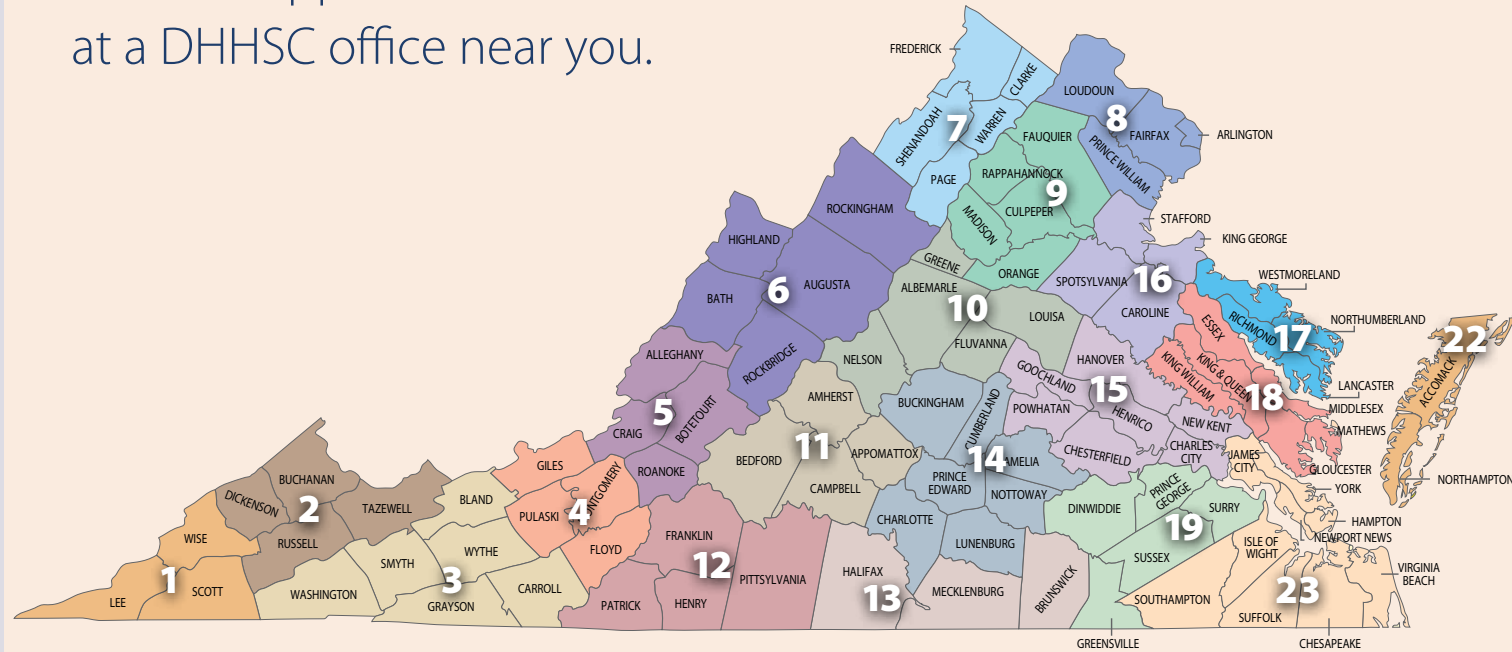 at a DHHSC office near you.
FREDERICK
CLARKE
LOUDOUN
8
FAIRFAX
ARLINGTON
PRINCE WILLIAM
SHENANDOAH
7
WARREN
PAGE
FAUQUIER
RAPPAHANNOCK
9
CULPEPER
MADISON
ORANGE
STAFFORD
KING GEORGE
SPOTSYLVANIA
16
CAROLINE
ROCKINGHAM
HIGHLAND
AUGUSTA
6
BATH
ROCKBRIDGE
GREENE
ALBEMARLE
10
LOUISA
FLUVANNA
NELSON
WESTMORELAND
RICHMOND
NORTHUMBERLAND
17
LANCASTER
ESSEX
KING & QUEEN
KING WILLIAM
18
MIDDLESEX
MATHEWS
GLOUCESTER
22
ACCOMACK
NORTHAMPTON
ALLEGHANY
5
CRAIG
BOTETOURT
ROANOKE
AMHERST
11
BEDFORD
APPOMATTOX
CAMPBELL
HANOVER
GOOCHLAND
15
POWHATAN
HENRICO
NEW KENT
CHESTERFIELD
CHARLES
CITY
BUCKINGHAM
UMBERLAND
14
MELIA
PRINCE
EDWARD
NOTTOWAY
CHARLOTTE
LUNENBURG
JAMES
CITY
YORK
HAMPTON
NEWPORT NEWS
VIRGINIA
BEACH
ISLE OF
WIGHT
23
SOUTHAMPTON
SUFFOLK
CHESAPEAKE
PRINCE
GEORGE
SURRY
DINWIDDIE
19
SUSSEX
GREENSVILLE
GILES
NTGOMERY
PULASKI
4
FLOYD
BUCHANAN
DICKENSON
2
TAZEWELL
RUSSELL
WISE
1
LEE
SCOTT
BLAND
SMYTH
WYTHE
3
WASHINGTON
GRAYSON
CARROLL
FRANKLIN
12
PITTSYLVANIA
PATRICK
HENRY
HALIFAX
13
MECKLENBURG
BRUNSWICK